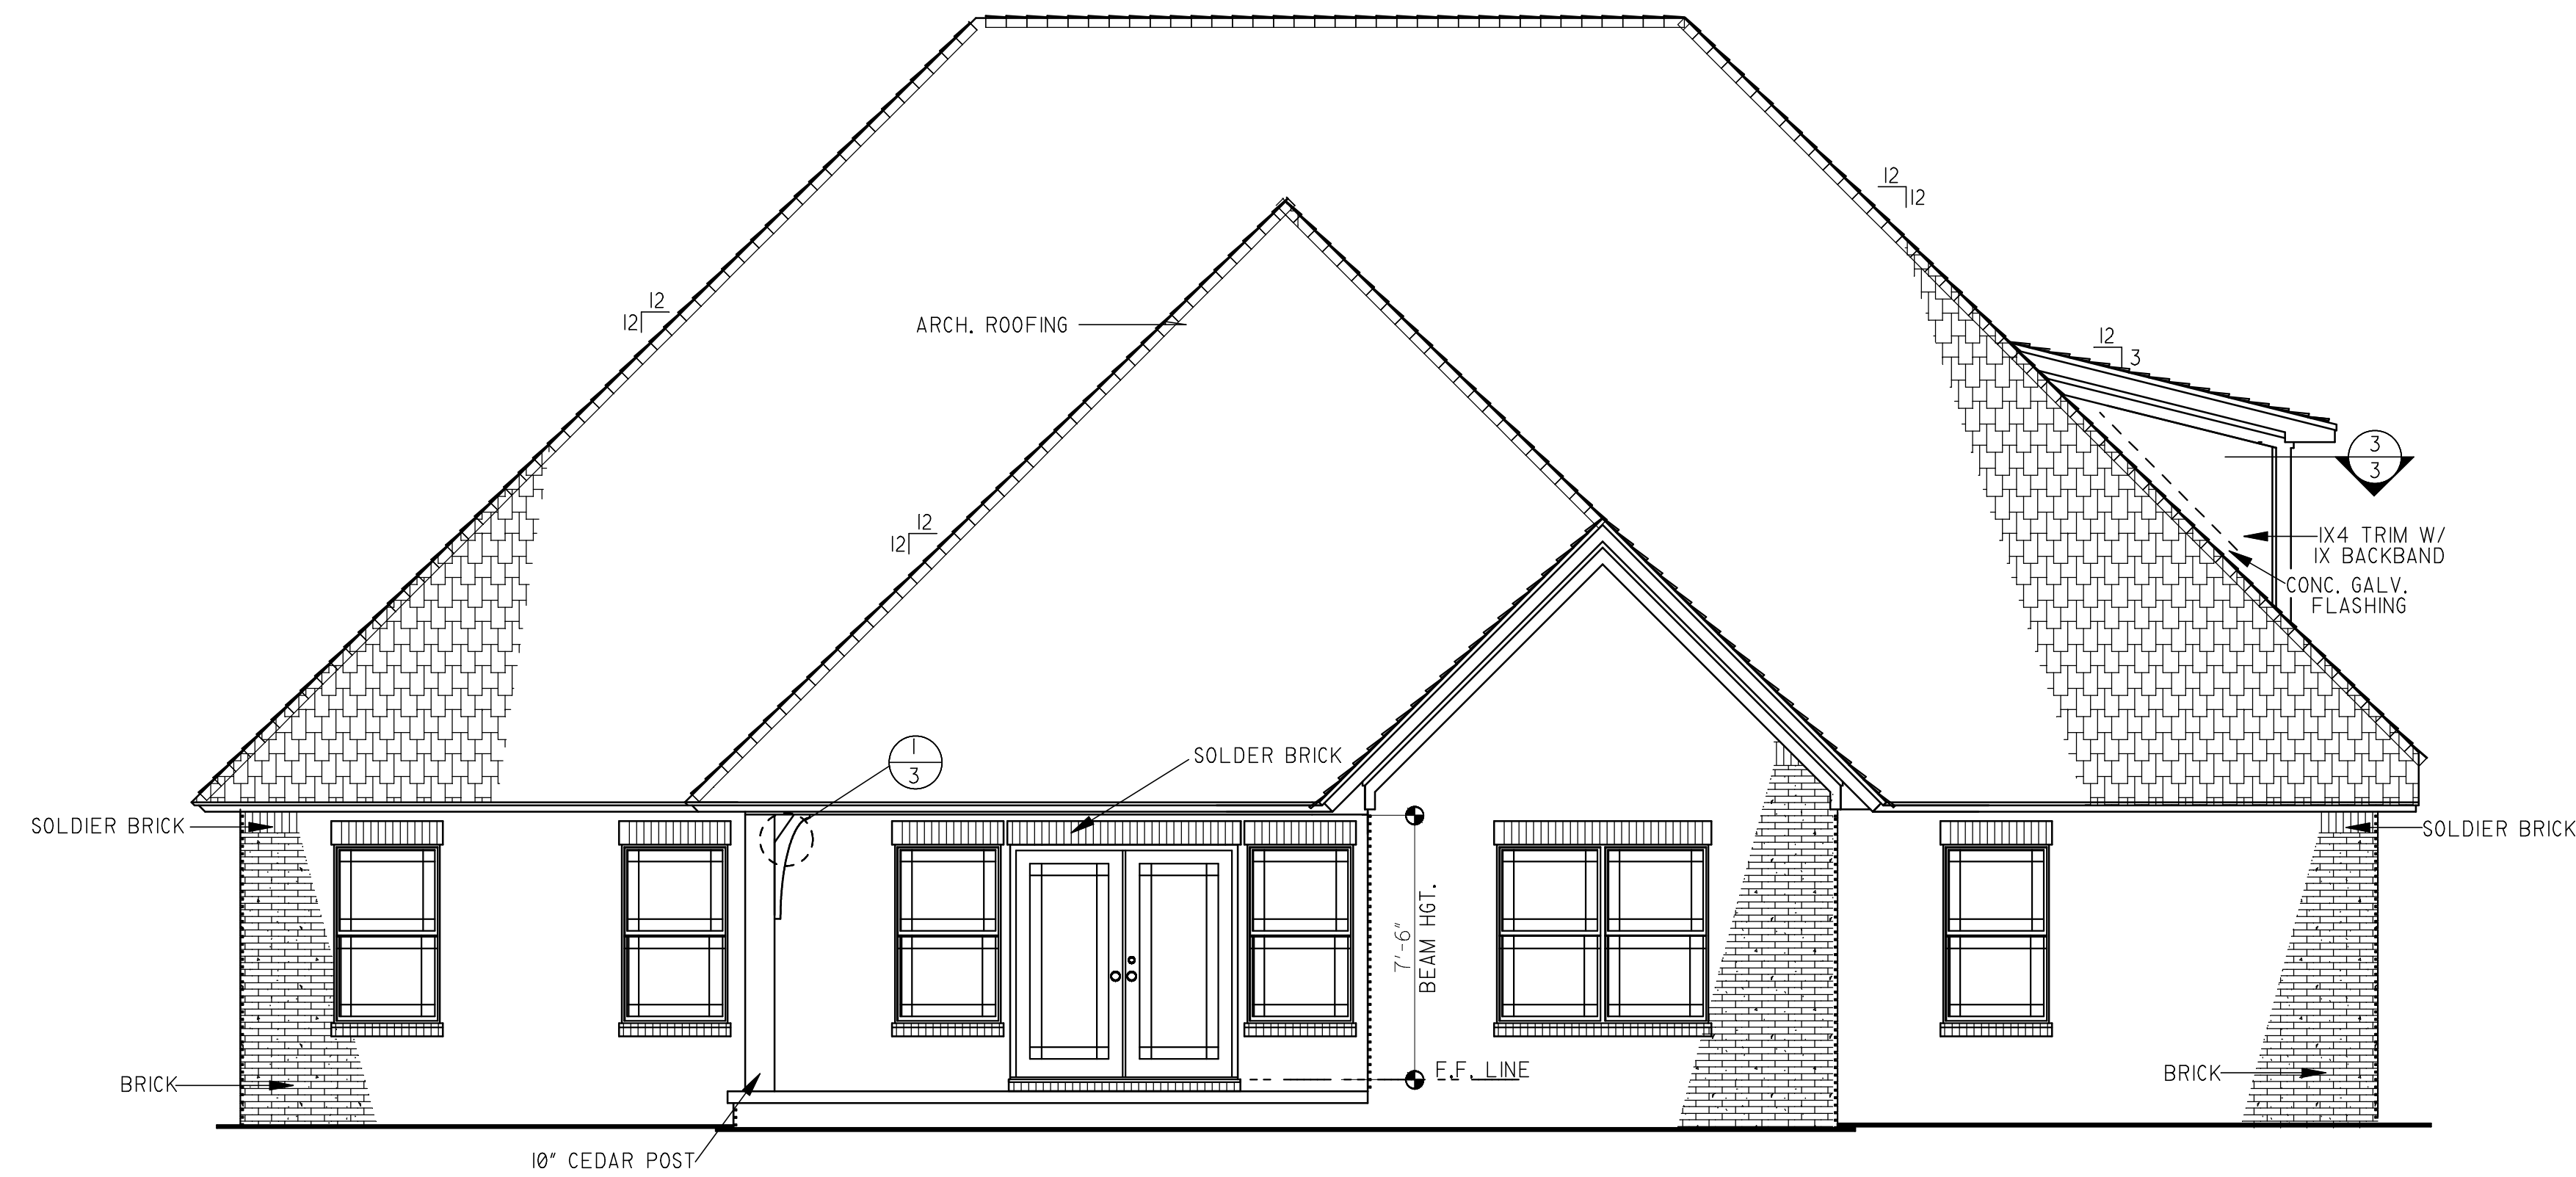 12
12
12
12
ARCH. ROOFING
12
3
3
3
1X4 TRIM W/
1X BACKBAND
CONC. GALV.
FLASHING
12
12
1
3
SOLDER BRICK
SOLDIER BRICK
SOLDIER BRICK
7'-6"
BEAM HGT.
F.F. LINE
BRICK
BRICK
10" CEDAR POST